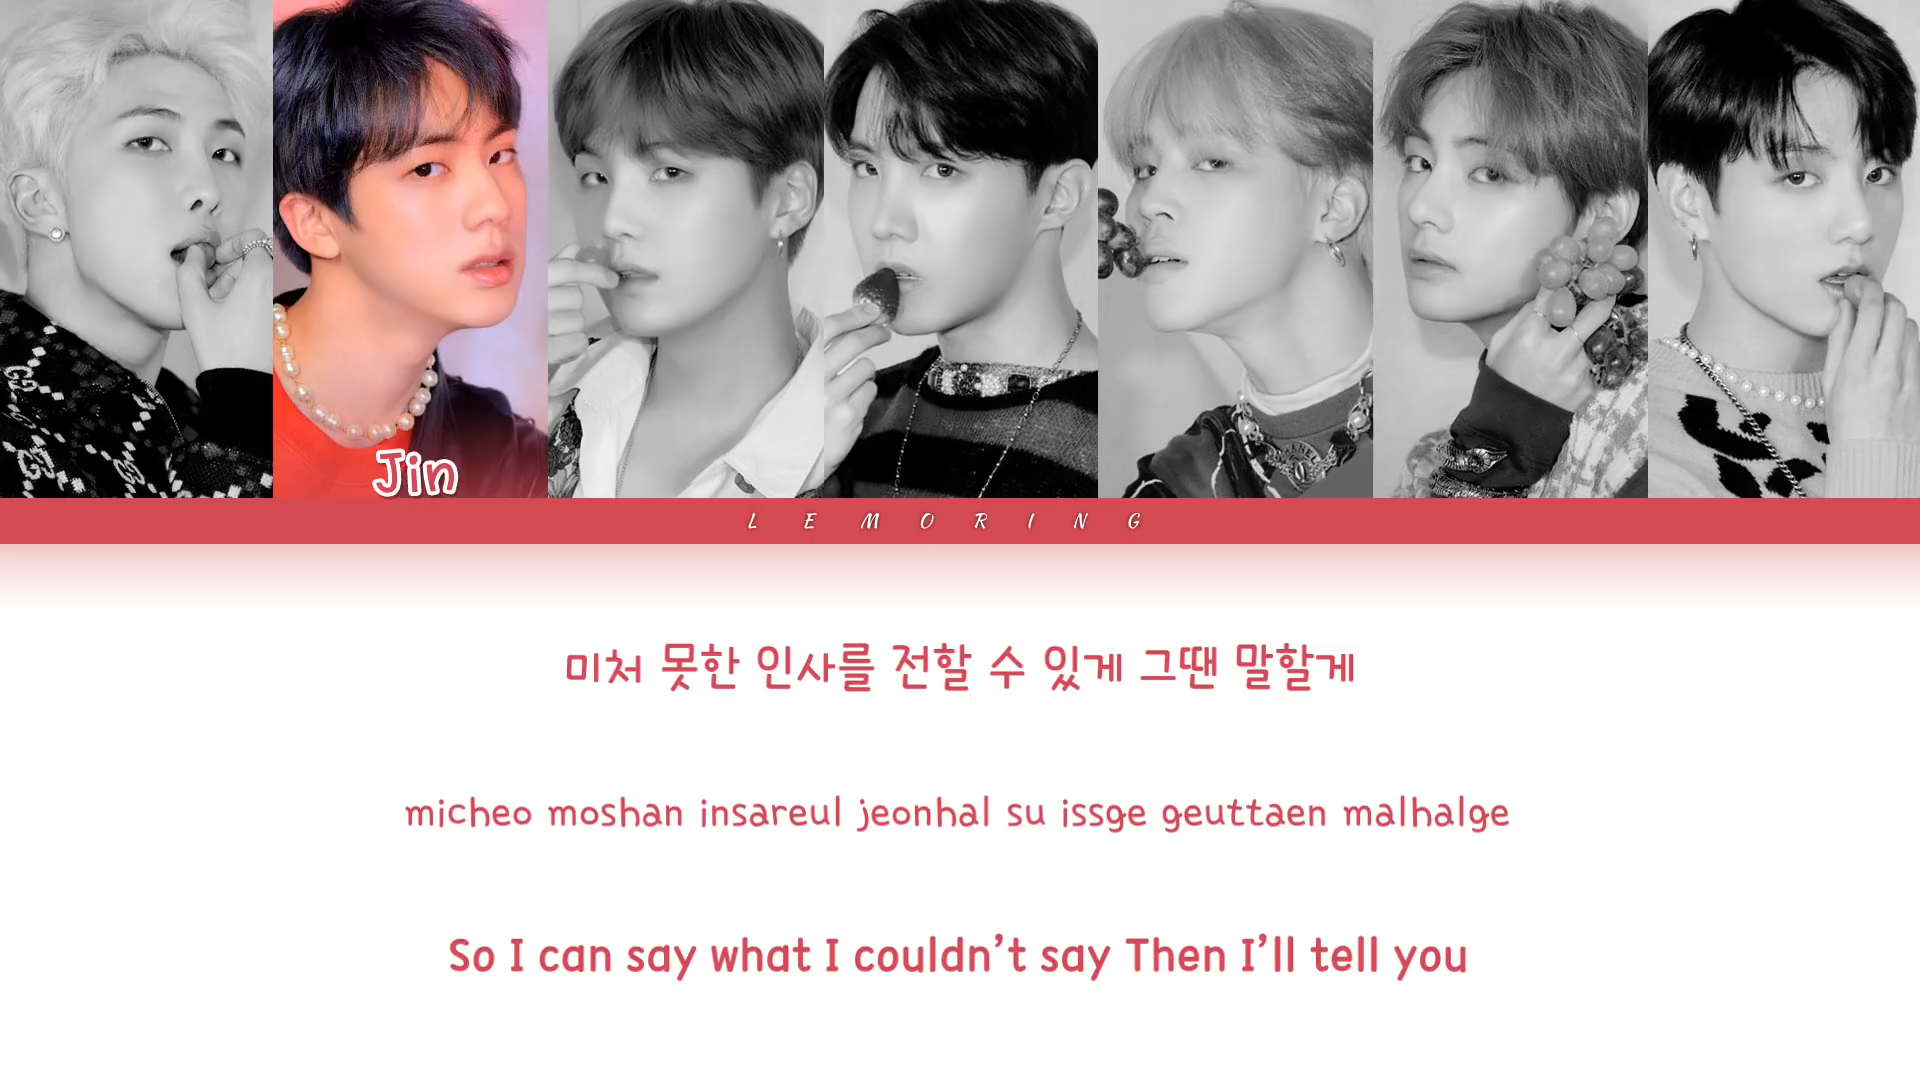 Jin
L E M O R I N G
미처 못한 인사를 전할 수 있게 그땐 말할게
micheo moshan insareul jeonhal su issge geuttaen malhalge
So I can say what I couldn’t say Then I’ll tell you